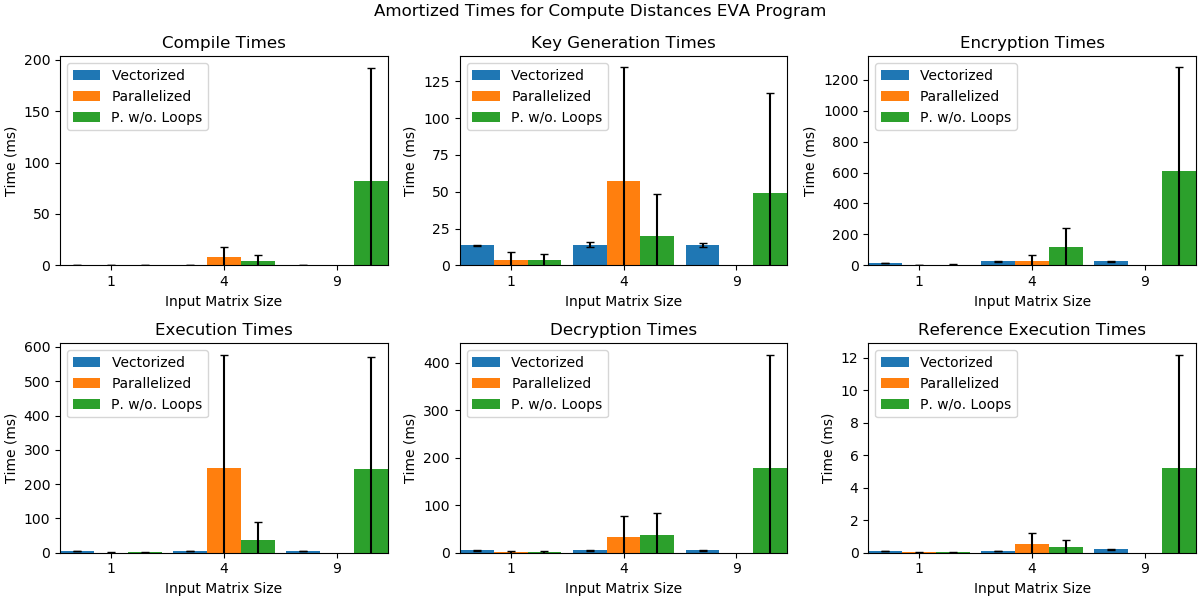 Amortized Times for Compute Distances EVA Program
Compile Times
Time (ms)
200
150
100
50
0
Vectorized
Parallelized
P. w/o. Loops
1
4
9
Input Matrix Size
Key Generation Times
Time (ms)
125
100
75
50
25
0
Vectorized
Parallelized
P. w/o. Loops
1
4
9
Input Matrix Size
Encryption Times
Time (ms)
1200
1000
800
600
400
200
0
Vectorized
Parallelized
P. w/o. Loops
1
4
9
Input Matrix Size
Execution Times
Time (ms)
600
500
400
300
200
100
0
Vectorized
Parallelized
P. w/o. Loops
1
4
9
Input Matrix Size
Decryption Times
Time (ms)
400
300
200
100
0
Vectorized
Parallelized
P. w/o. Loops
1
4
9
Input Matrix Size
Reference Execution Times
Time (ms)
12
10
8
6
4
2
0
Vectorized
Parallelized
P. w/o. Loops
1
4
9
Input Matrix Size